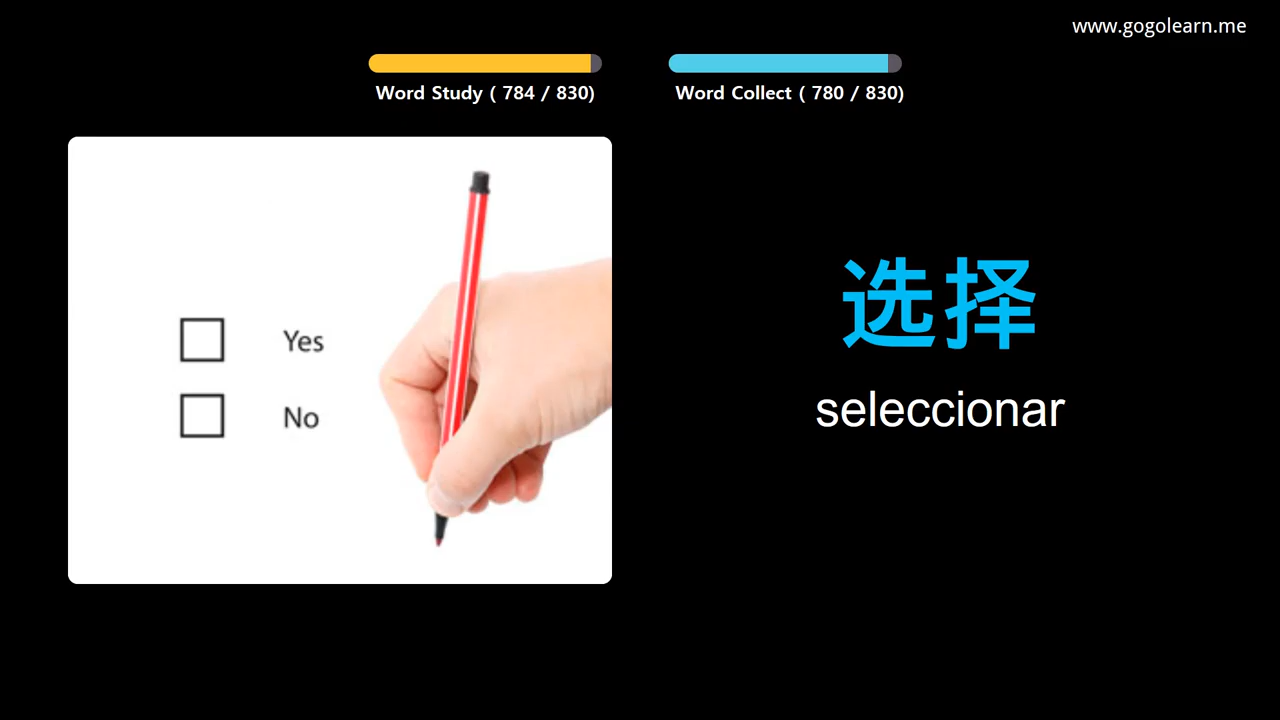 www.gogolearn.me
Word Study ( 784 / 830)
Word Collect ( 780 / 830)
Yes
No
选择
seleccionar